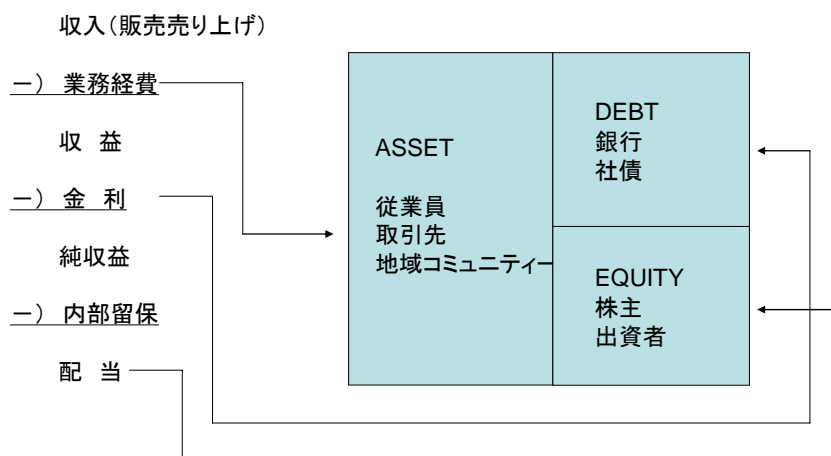 収入(販売売り上げ)
ー) 業務経費
収 益
ー) 金 利
純収益
ー) 内部留保
配 当
ASSET
従業員
取引先
地域コミュニティー
DEBT
銀行
社債
EQUITY
株主
出資者